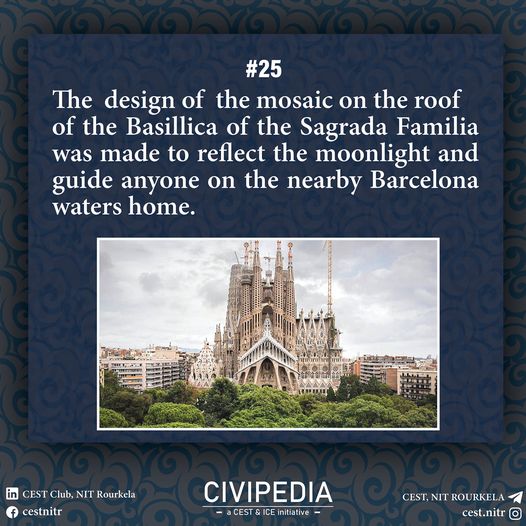 #25
The design of the mosaic on the roof
of the Basillica of the Sagrada Familia
was made to reflect the moonlight and
guide anyone on the nearby Barcelona
waters home.
CEST Club, NIT Rourkela
cestnitr
CIVIPEDIA
a CEST & ICE initiative
CEST, NIT ROURKELA
cest.nitr